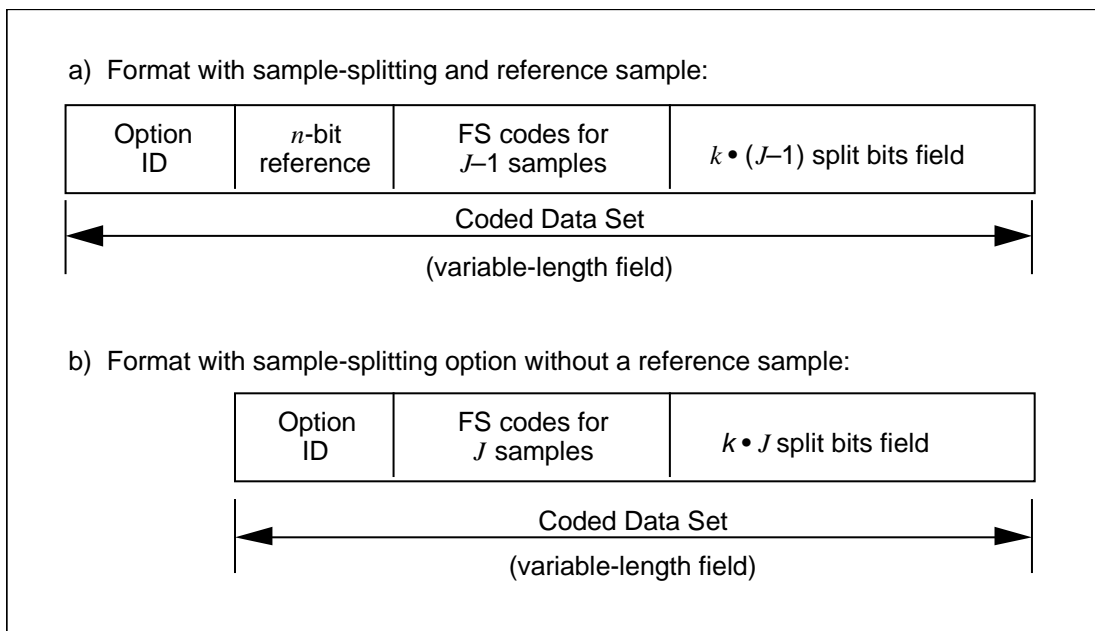 a) Format with sample-splitting and reference sample:
Option
ID
n-bit
reference
FS codes for
J–1 samples
k • (J–1) split bits field
Coded Data Set
(variable-length field)
b) Format with sample-splitting option without a reference sample:
Option
ID
FS codes for
J samples
k • J split bits field
Coded Data Set
(variable-length field)